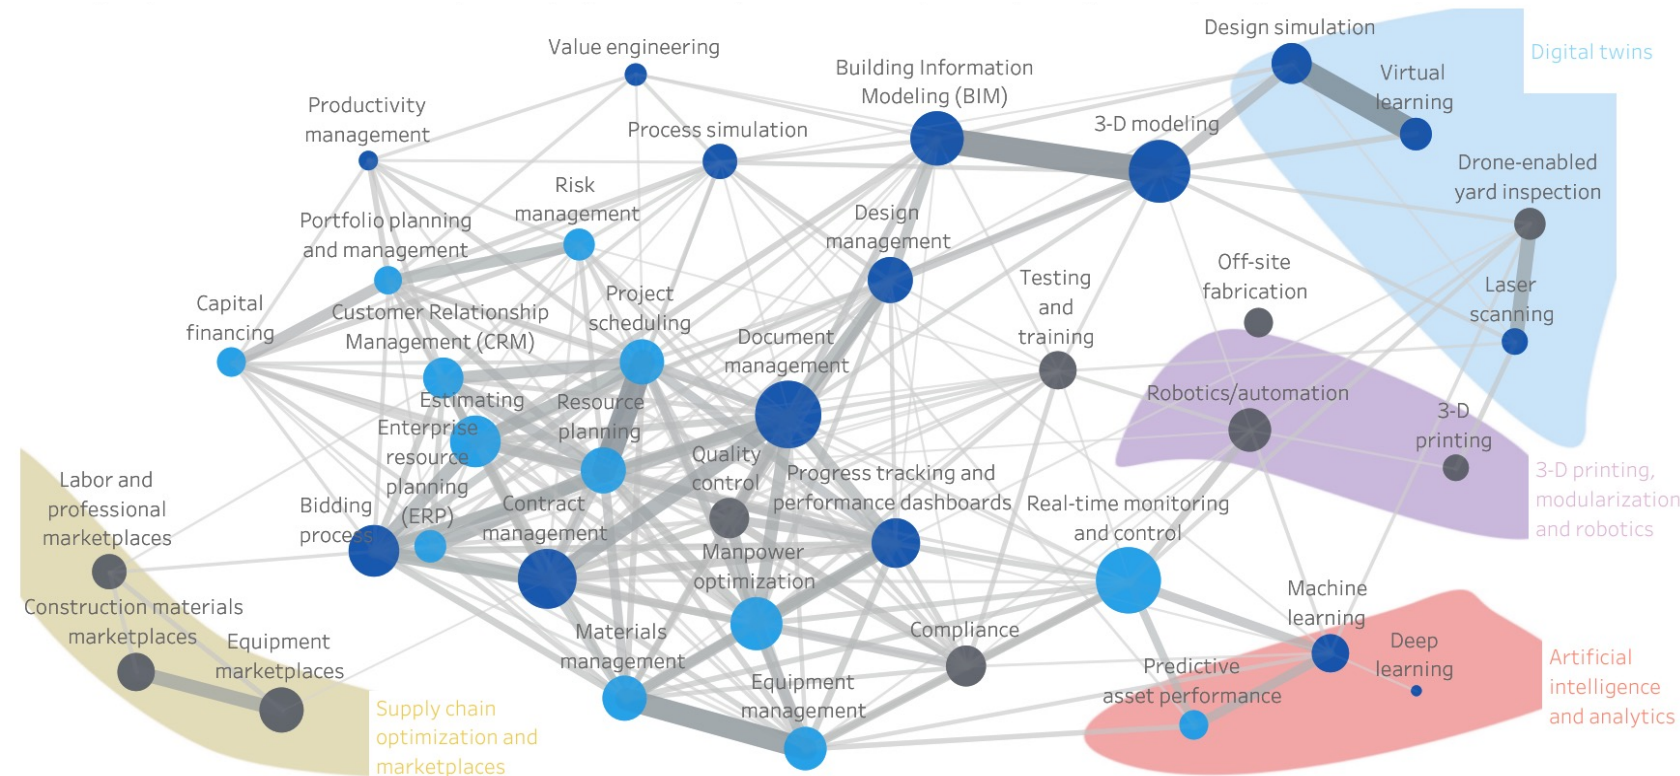 Design simulation
Digital twins
Value engineering
Building Information
Modeling (BIM)
Virtual
learning
Productivity
management
Process simulation
3-D modeling
Drone-enabled
yard inspection
Risk
management
Portfolio planning
and management
Design
management
Off-site
fabrication
Testing
and
training
Laser
scanning
Capital
financing
Customer Relationship
Management (CRM)
Project
scheduling
Document
management
Estimating
Enterprise
resource
planning
(ERP)
Resource
planning
Robotics/automation
3-D
printing
Quality
control
Progress tracking and
performance dashboards
3-D printing,
modularization
and robotics
Labor and
professional
marketplaces
Bidding
process
Contract
management
Real-time monitoring
and control
Manpower
optimization
Construction materials
marketplaces
Equipment
marketplaces
Materials
management
Compliance
Machine
learning
Deep
learning
Predictive
asset performance
Artificial
intelligence
and analytics
Equipment
management
Supply chain
optimization and
marketplaces